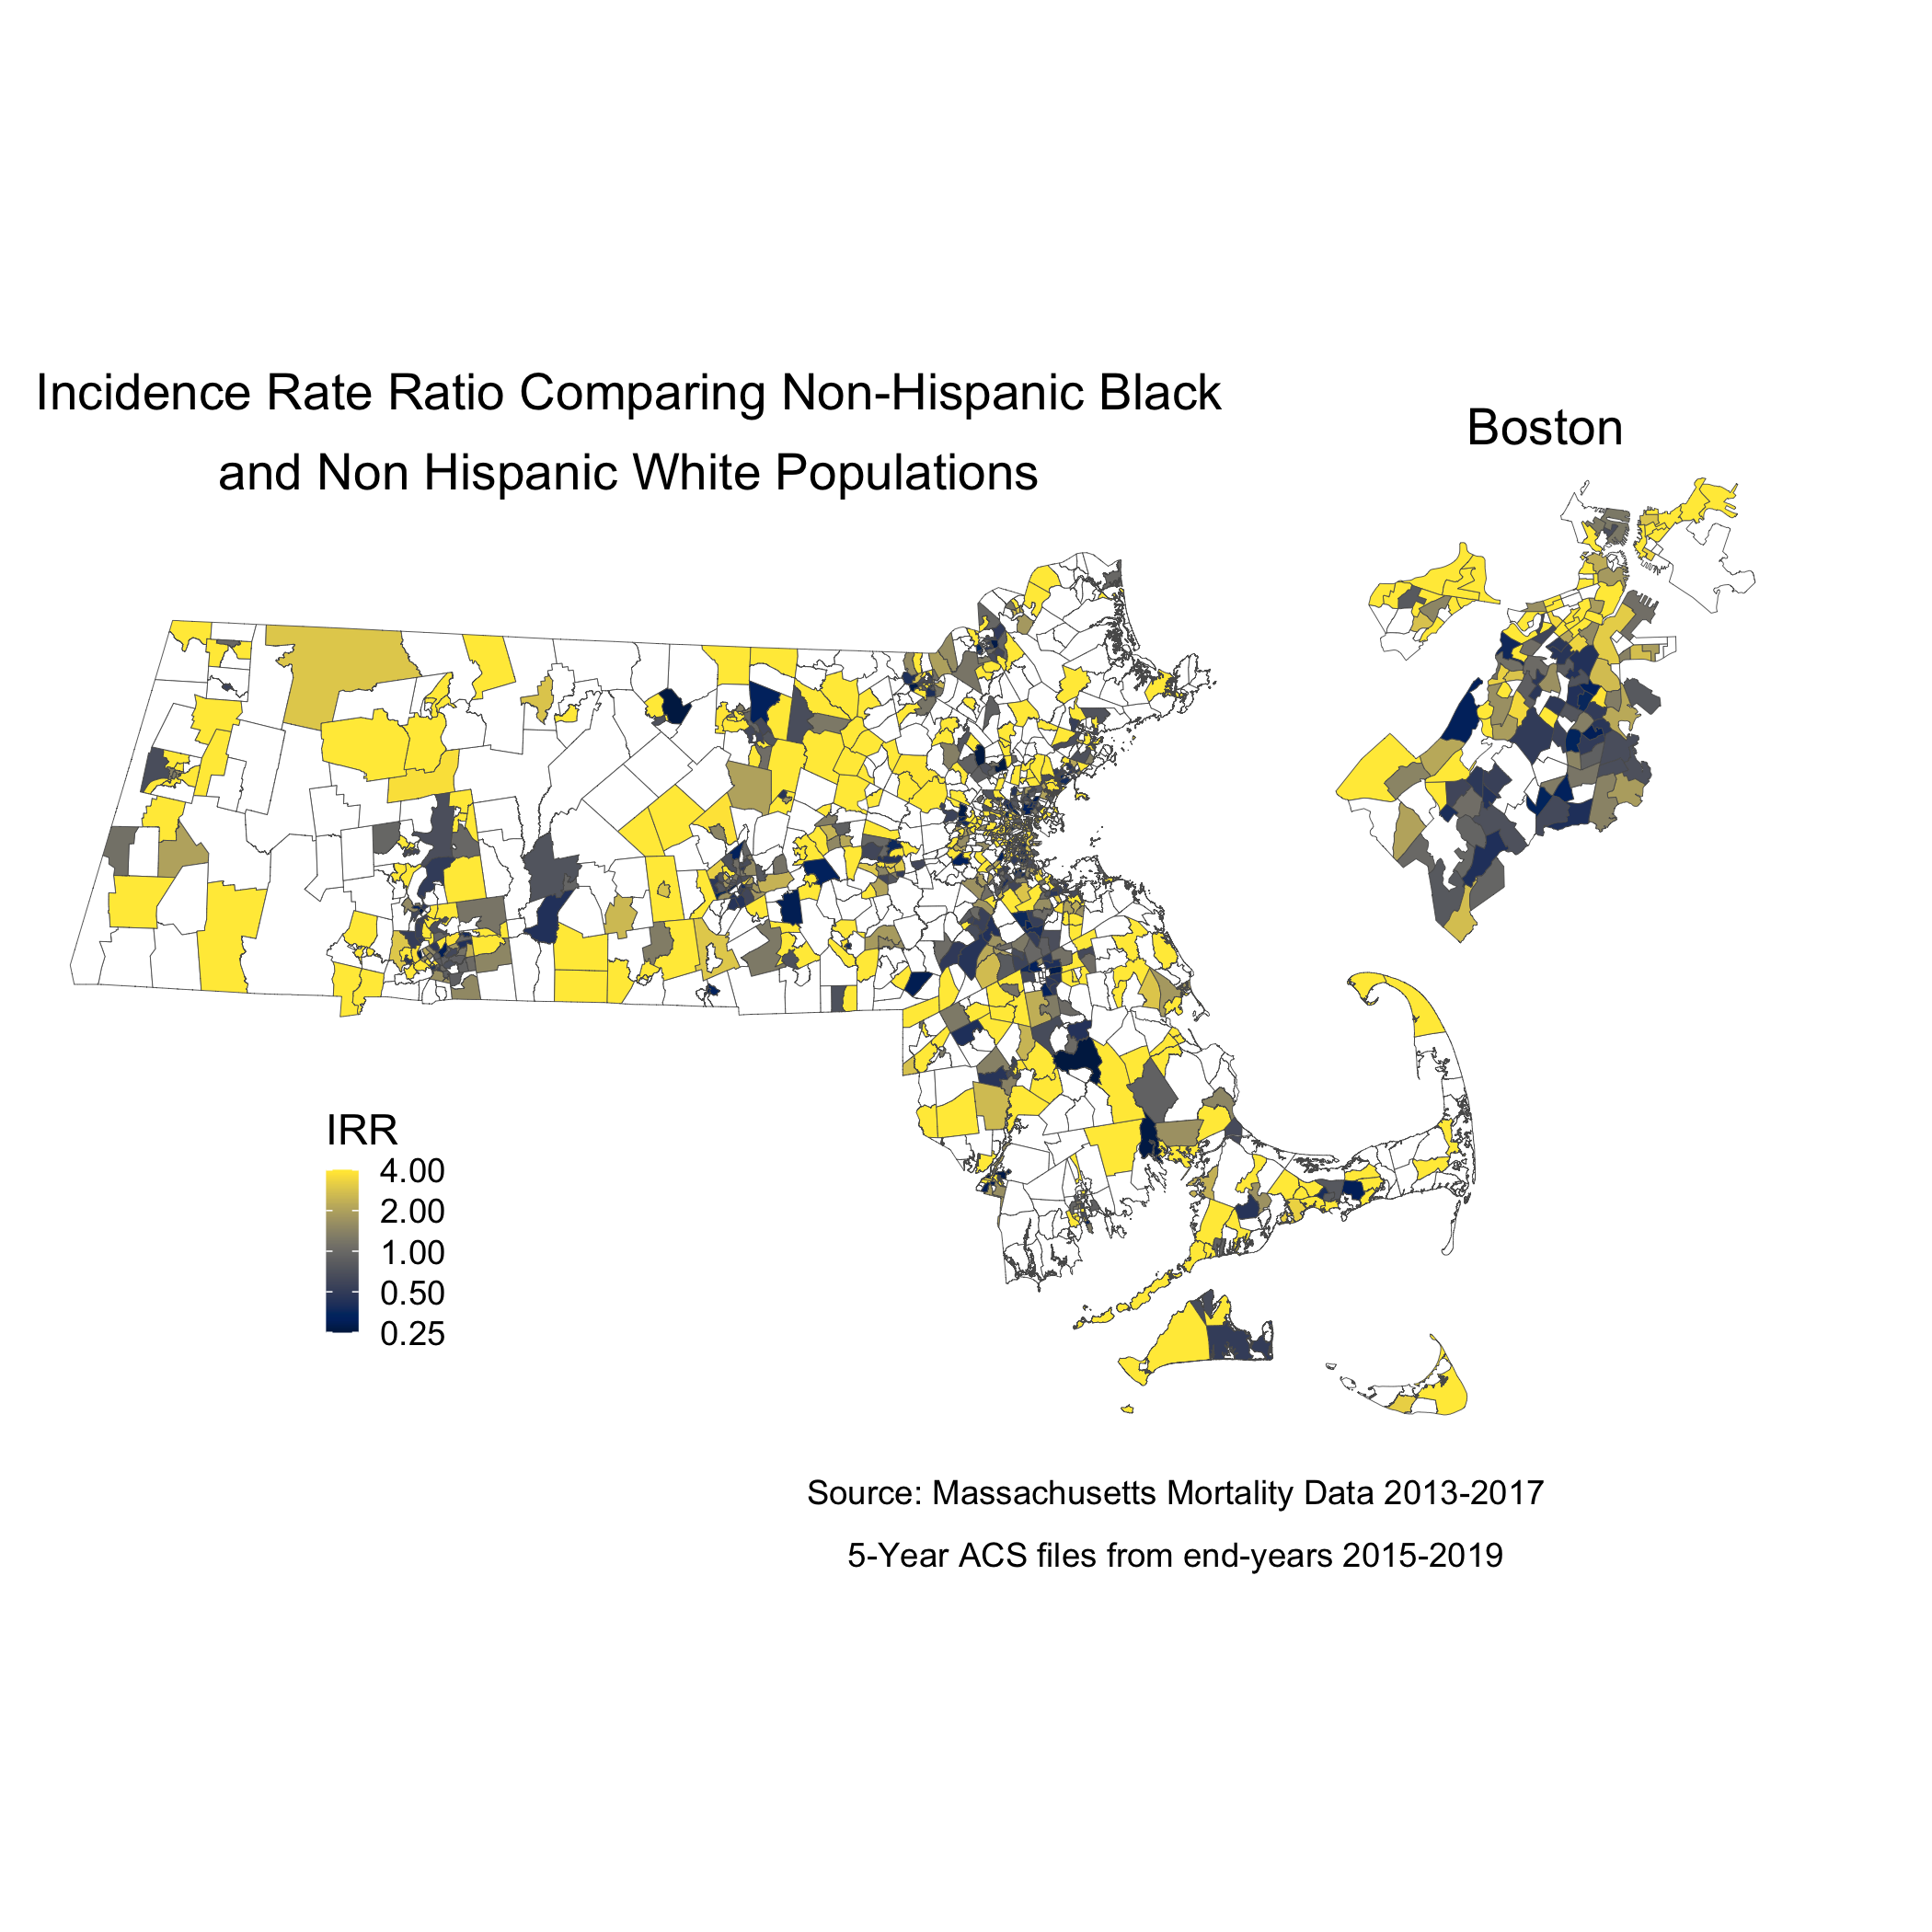 Incidence Rate Ratio Comparing Non-Hispanic Black
and Non Hispanic White Populations
Boston
IRR
4.00
2.00
1.00
0.50
0.25
Source: Massachusetts Mortality Data 2013-2017
5-Year ACS files from end-years 2015-2019